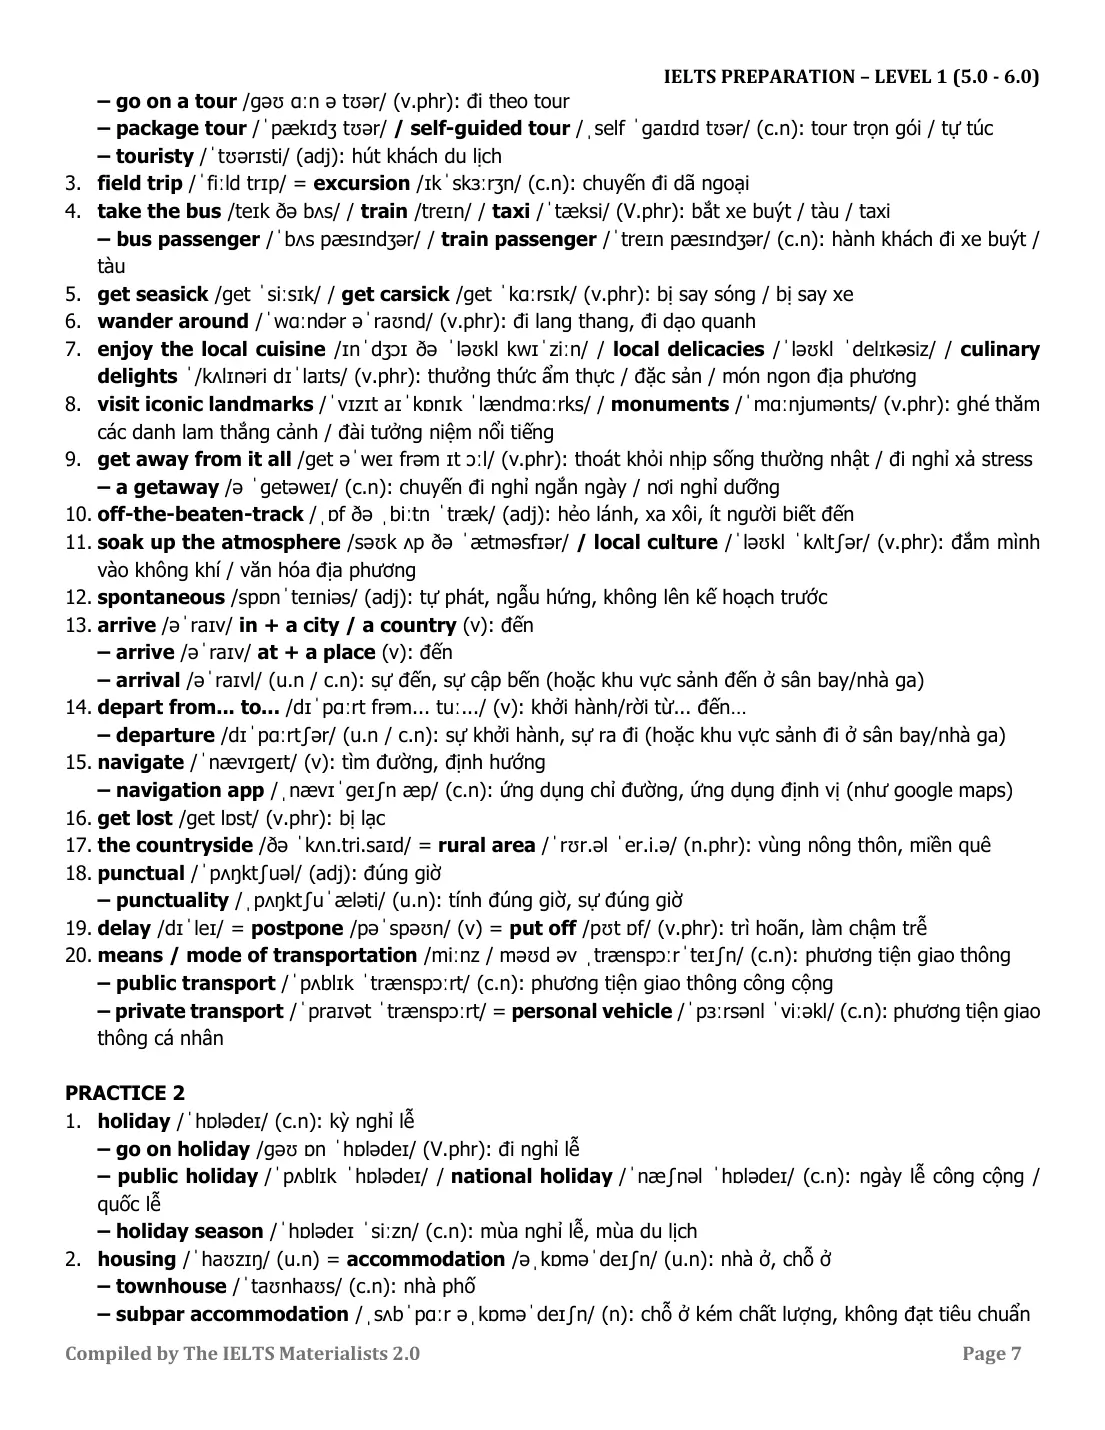 IELTS PREPARATION – LEVEL 1 (5.0 - 6.0)
– go on a tour /gəʊ ɑːn ə tʊər/ (v.phr): đi theo tour
– package tour /ˈpækɪdʒ tʊər/ / self-guided tour /ˌself ˈgaɪdɪd tʊər/ (c.n): tour trọn gói / tự túc
– touristy /ˈtʊərɪsti/ (adj): hút khách du lịch
3. field trip /ˈfiːld trɪp/ = excursion /ɪkˈskɜːrʒn/ (c.n): chuyến đi dã ngoại
4. take the bus /teɪk ðə bʌs/ / train /treɪn/ / taxi /ˈtæksi/ (V.phr): bắt xe buýt / tàu / taxi
– bus passenger /ˈbʌs pæsɪndʒər/ / train passenger /ˈtreɪn pæsɪndʒər/ (c.n): hành khách đi xe buýt /
tàu
5. get seasick /get ˈsiːsɪk/ / get carsick /get ˈkɑːrsɪk/ (v.phr): bị say sóng / bị say xe
6. wander around /ˈwɑːndər əˈraʊnd/ (v.phr): đi lang thang, đi dạo quanh
7. enjoy the local cuisine /ɪnˈdʒɔɪ ðə ˈləʊkl kwɪˈziːn/ / local delicacies /ˈləʊkl ˈdelɪkəsiz/ / culinary
delights ˈ/kʌlɪnəri dɪˈlaɪts/ (v.phr): thưởng thức ẩm thực / đặc sản / món ngon địa phương
8. visit iconic landmarks /ˈvɪzɪt aɪˈkɒnɪk ˈlændmɑːrks/ / monuments /ˈmɑːnjumənts/ (v.phr): ghé thăm
các danh lam thắng cảnh / đài tưởng niệm nổi tiếng
9. get away from it all /get əˈweɪ frəm ɪt ɔːl/ (v.phr): thoát khỏi nhịp sống thường nhật / đi nghỉ xả stress
– a getaway /ə ˈgetəweɪ/ (c.n): chuyến đi nghỉ ngắn ngày / nơi nghỉ dưỡng
10. off-the-beaten-track /ˌɒf ðə ˌbiːtn ˈtræk/ (adj): hẻo lánh, xa xôi, ít người biết đến
11. soak up the atmosphere /səʊk ʌp ðə ˈætməsfɪər/ / local culture /ˈləʊkl ˈkʌltʃər/ (v.phr): đắm mình
vào không khí / văn hóa địa phương
12. spontaneous /spɒnˈteɪniəs/ (adj): tự phát, ngẫu hứng, không lên kế hoạch trước
13. arrive /əˈraɪv/ in + a city / a country (v): đến
– arrive /əˈraɪv/ at + a place (v): đến
– arrival /əˈraɪvl/ (u.n / c.n): sự đến, sự cập bến (hoặc khu vực sảnh đến ở sân bay/nhà ga)
14. depart from... to... /dɪˈpɑːrt frəm... tuː.../ (v): khởi hành/rời từ... đến…
– departure /dɪˈpɑːrtʃər/ (u.n / c.n): sự khởi hành, sự ra đi (hoặc khu vực sảnh đi ở sân bay/nhà ga)
15. navigate /ˈnævɪgeɪt/ (v): tìm đường, định hướng
– navigation app /ˌnævɪˈgeɪʃn æp/ (c.n): ứng dụng chỉ đường, ứng dụng định vị (như google maps)
16. get lost /get lɒst/ (v.phr): bị lạc
17. the countryside /ðə ˈkʌn.tri.saɪd/ = rural area /ˈrʊr.əl ˈer.i.ə/ (n.phr): vùng nông thôn, miền quê
18. punctual /ˈpʌŋktʃuəl/ (adj): đúng giờ
– punctuality /ˌpʌŋktʃuˈæləti/ (u.n): tính đúng giờ, sự đúng giờ
19. delay /dɪˈleɪ/ = postpone /pəˈspəʊn/ (v) = put off /pʊt ɒf/ (v.phr): trì hoãn, làm chậm trễ
20. means / mode of transportation /miːnz / məʊd əv ˌtrænspɔːrˈteɪʃn/ (c.n): phương tiện giao thông
– public transport /ˈpʌblɪk ˈtrænspɔːrt/ (c.n): phương tiện giao thông công cộng
– private transport /ˈpraɪvət ˈtrænspɔːrt/ = personal vehicle /ˈpɜːrsənl ˈviːəkl/ (c.n): phương tiện giao
thông cá nhân
PRACTICE 2
1. holiday /ˈhɒlədeɪ/ (c.n): kỳ nghỉ lễ
– go on holiday /gəʊ ɒn ˈhɒlədeɪ/ (V.phr): đi nghỉ lễ
– public holiday /ˈpʌblɪk ˈhɒlədeɪ/ / national holiday /ˈnæʃnəl ˈhɒlədeɪ/ (c.n): ngày lễ công cộng /
quốc lễ
– holiday season /ˈhɒlədeɪ ˈsiːzn/ (c.n): mùa nghỉ lễ, mùa du lịch
2. housing /ˈhaʊzɪŋ/ (u.n) = accommodation /əˌkɒməˈdeɪʃn/ (u.n): nhà ở, chỗ ở
– townhouse /ˈtaʊnhaʊs/ (c.n): nhà phố
– subpar accommodation /ˌsʌbˈpɑːr əˌkɒməˈdeɪʃn/ (n): chỗ ở kém chất lượng, không đạt tiêu chuẩn
Compiled by The IELTS Materialists 2.0 Page 7